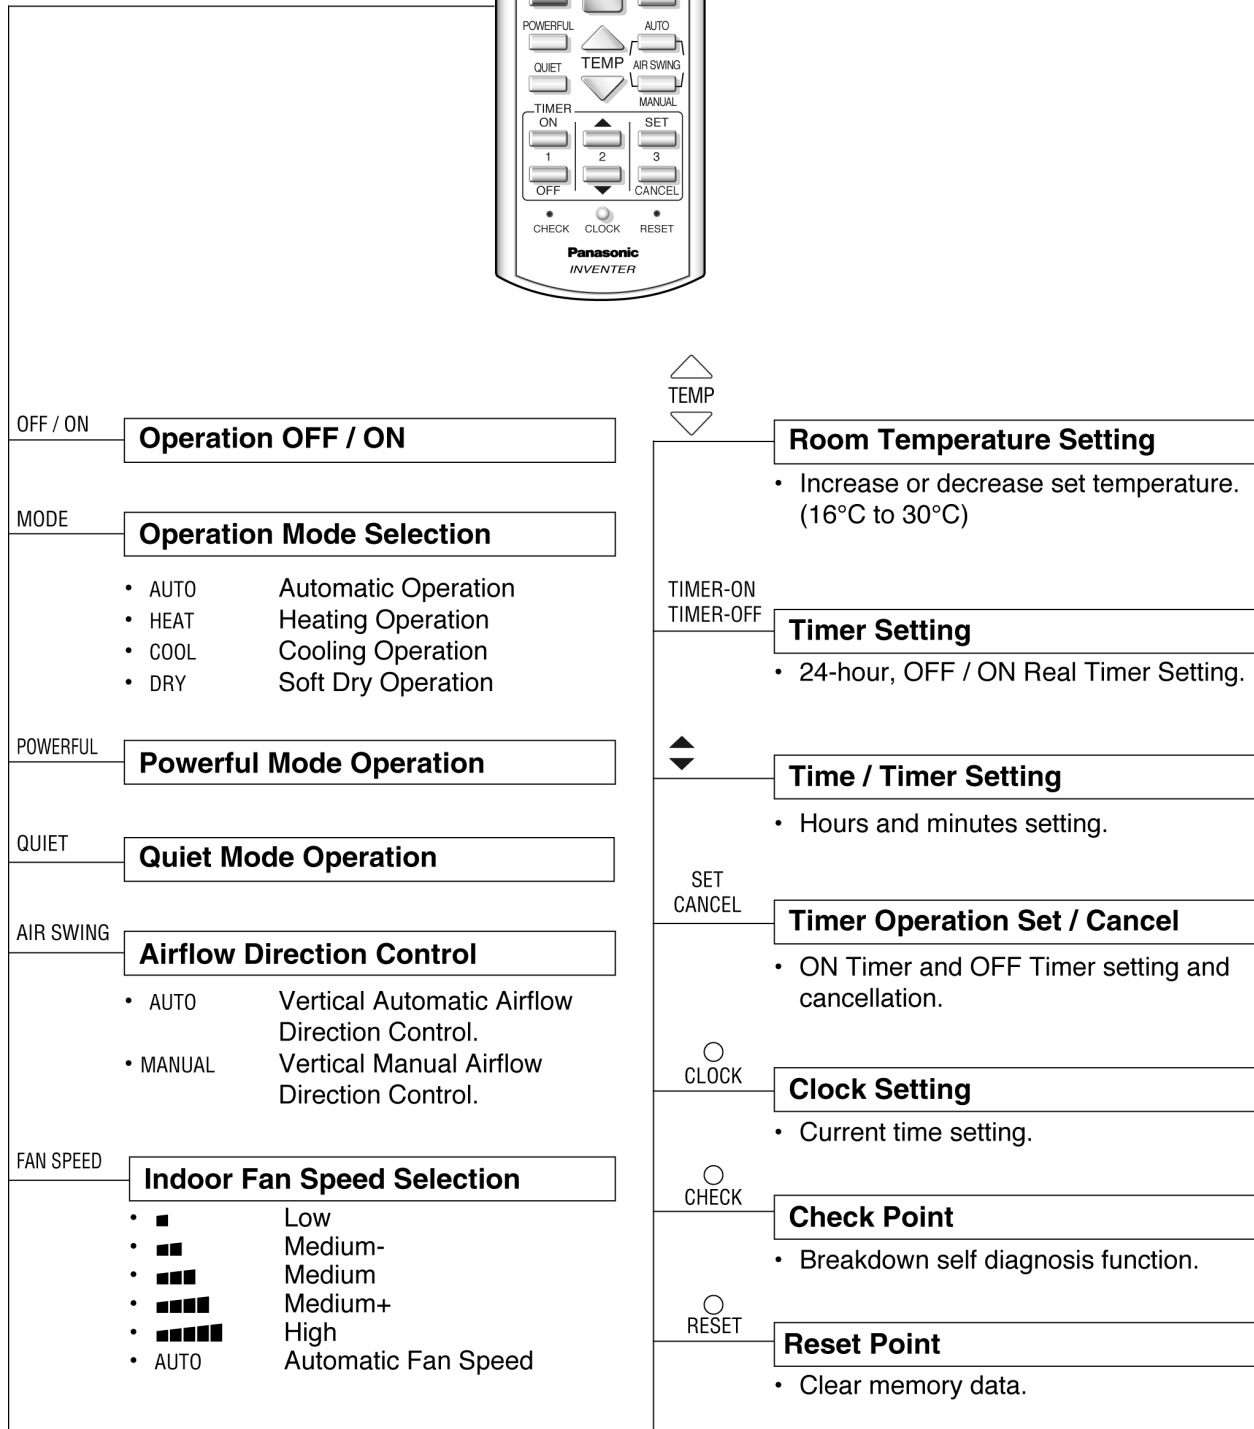 POWERFUL
AUTO
QUIET
TEMP
AIR SWING
MANUAL
TIMER
ON
SET
1
2
3
OFF
CANCEL
CHECK
CLOCK
RESET
Panasonic
INVENTER
OFF / ON
Operation OFF / ON
MODE
Operation Mode Selection
• AUTO Automatic Operation
• HEAT Heating Operation
• COOL Cooling Operation
• DRY Soft Dry Operation
POWERFUL
Powerful Mode Operation
QUIET
Quiet Mode Operation
AIR SWING
Airflow Direction Control
• AUTO Vertical Automatic Airflow
Direction Control.
• MANUAL Vertical Manual Airflow
Direction Control.
FAN SPEED
Indoor Fan Speed Selection
• Low
• Medium-
• Medium
• Medium+
• High
• AUTO Automatic Fan Speed
TEMP
Room Temperature Setting
• Increase or decrease set temperature.
(16°C to 30°C)
TIMER-ON
TIMER-OFF
Timer Setting
• 24-hour, OFF / ON Real Timer Setting.
Time / Timer Setting
• Hours and minutes setting.
SET
CANCEL
Timer Operation Set / Cancel
• ON Timer and OFF Timer setting and
cancellation.
CLOCK
Clock Setting
• Current time setting.
CHECK
Check Point
• Breakdown self diagnosis function.
RESET
Reset Point
• Clear memory data.